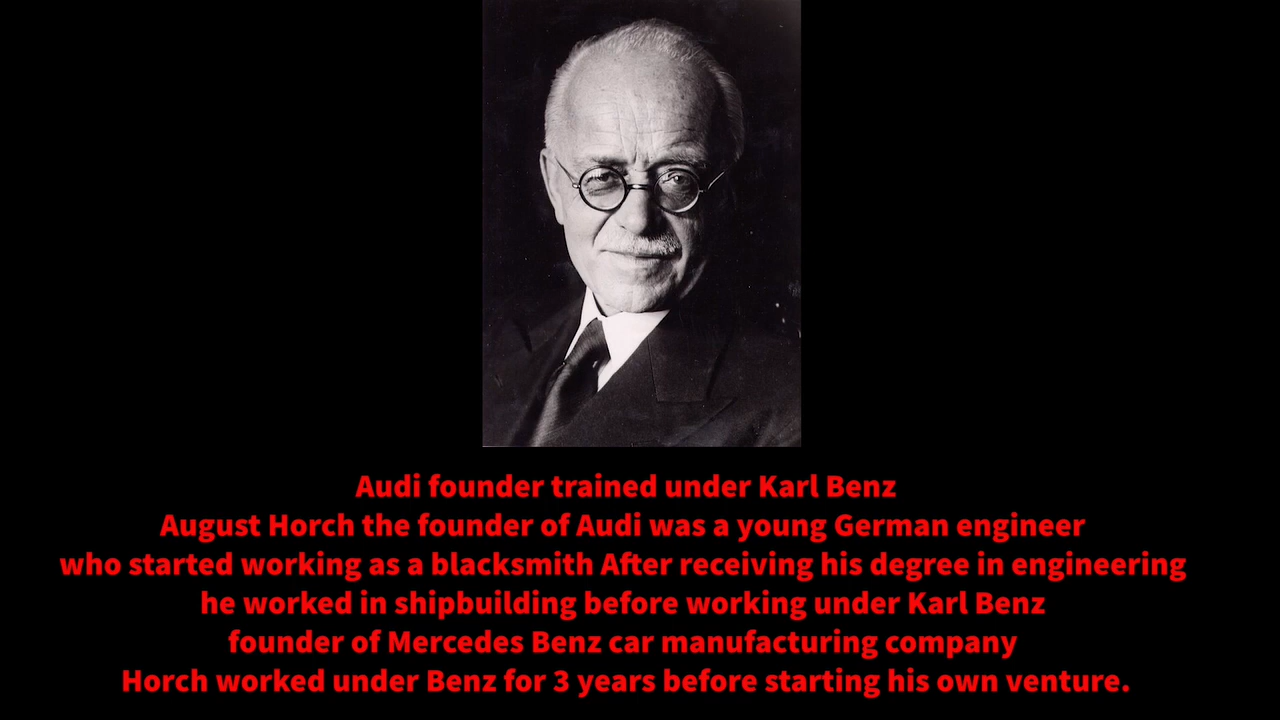 Audi founder trained under Karl Benz
August Horch the founder of Audi was a young German engineer
who started working as a blacksmith After receiving his degree in engineering
he worked in shipbuilding before working under Karl Benz
founder of Mercedes Benz car manufacturing company
Horch worked under Benz for 3 years before starting his own venture.